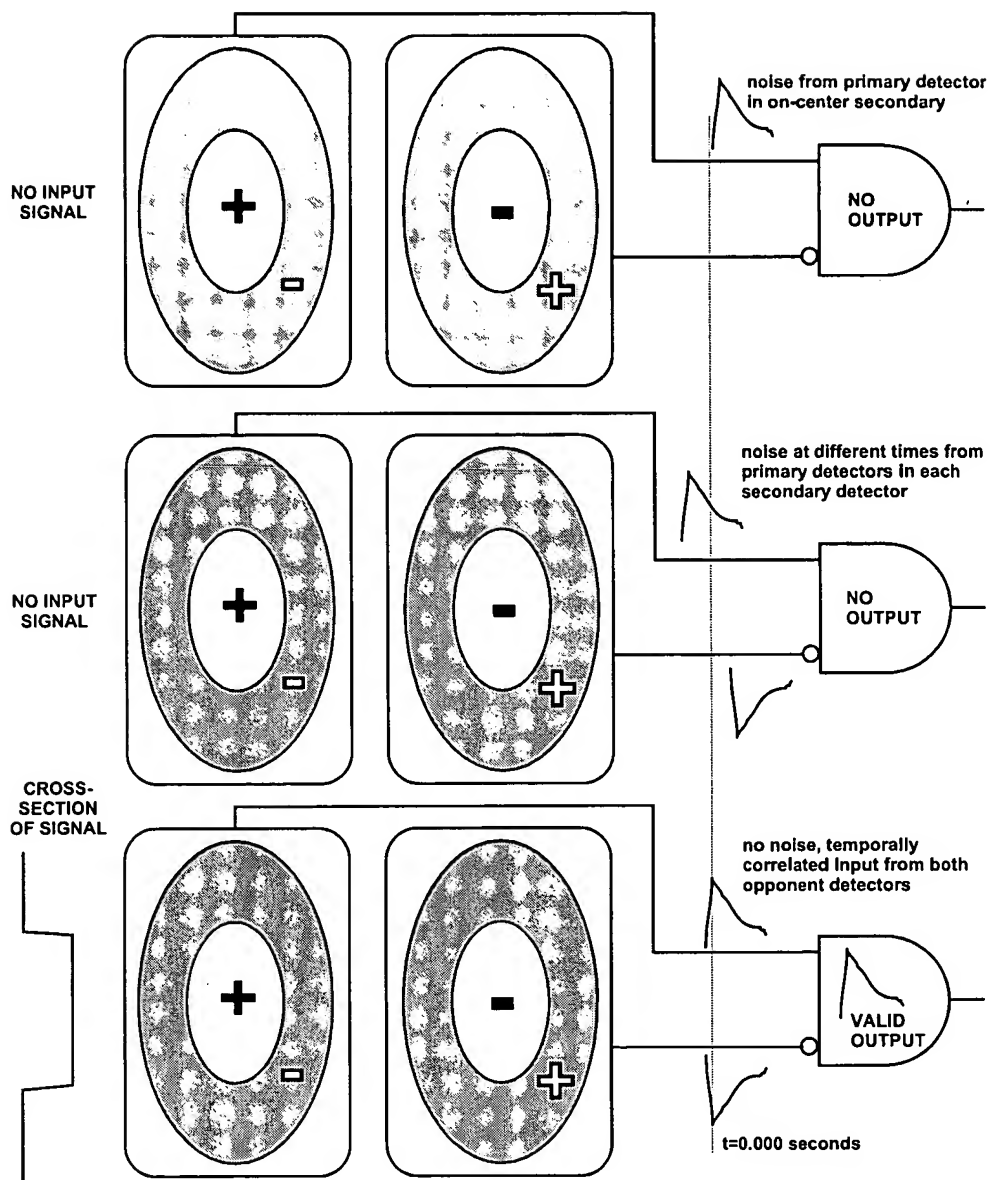 noise from primary detector
in on-center secondary
NO INPUT
SIGNAL
+
-
NO
OUTPUT
-
+
noise at different times from
primary detectors in each
secondary detector
NO INPUT
SIGNAL
+
-
NO
OUTPUT
-
+
CROSS-
SECTION
OF SIGNAL
no noise, temporally
correlated input from both
opponent detectors
+
-
VALID
OUTPUT
-
+
t=0.000 seconds